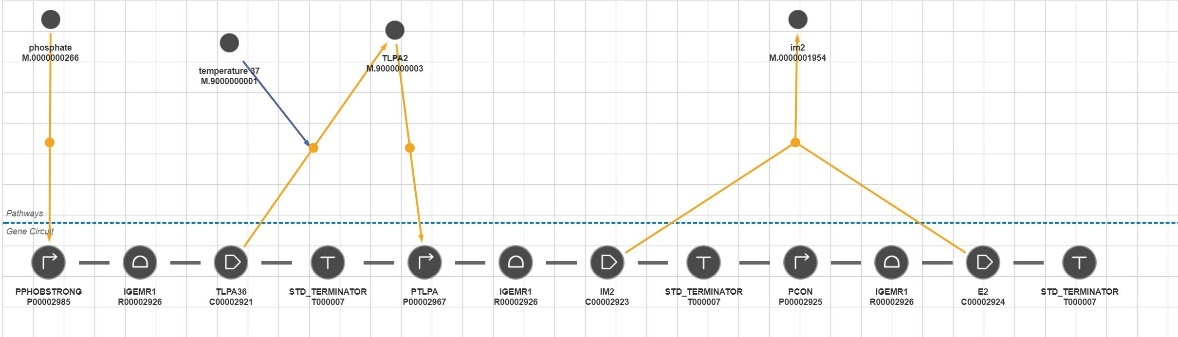 phosphate
M.0000000266
temperature 37
M.9000000001
TLPA2
M.9000000003
im2
M.0000001954
Pathways
Gene Circuit
PPHOBSTRONG
P00002985
IGEMR1
R00002926
TLPA36
C00002921
STD_TERMINATOR
T000007
PTLPA
P00002967
IGEMR1
R00002926
IM2
C00002923
STD_TERMINATOR
T000007
PCON
P00002925
IGEMR1
R00002926
E2
C00002924
STD_TERMINATOR
T000007